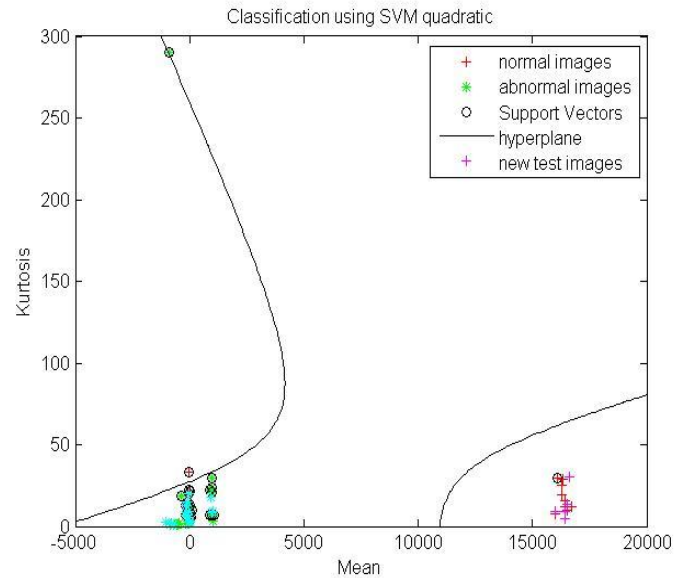 Classification using SVM quadratic
300
250
200
150
100
50
0
Kurtosis
normal images
abnormal images
Support Vectors
hyperplane
new test images
-5000 0 5000 10000 15000 20000
Mean